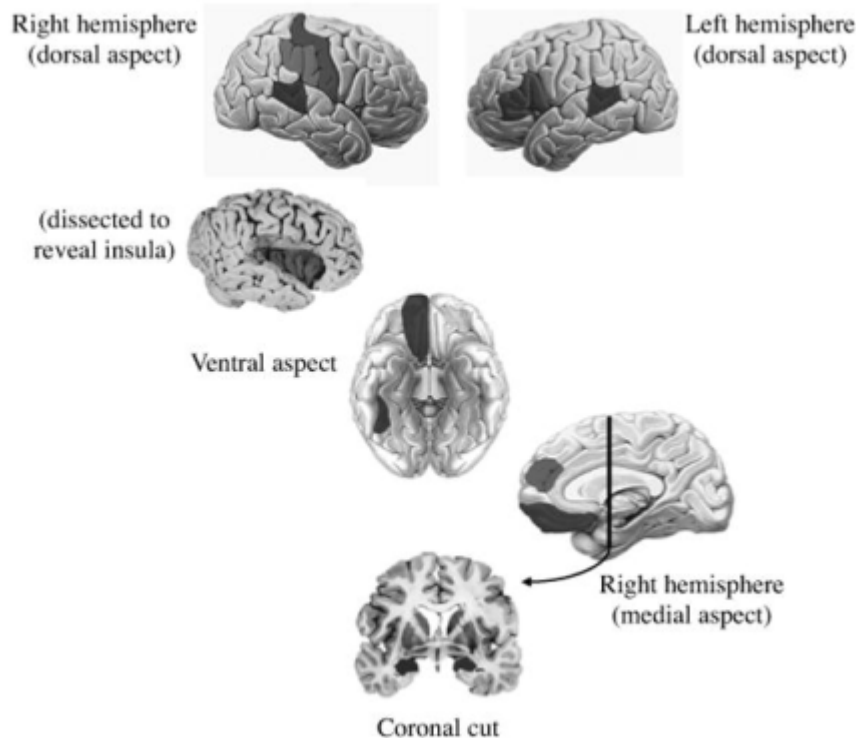 Right hemisphere
(dorsal aspect)
Left hemisphere
(dorsal aspect)
(dissected to
reveal insula)
Ventral aspect
Right hemisphere
(medial aspect)
Coronal cut